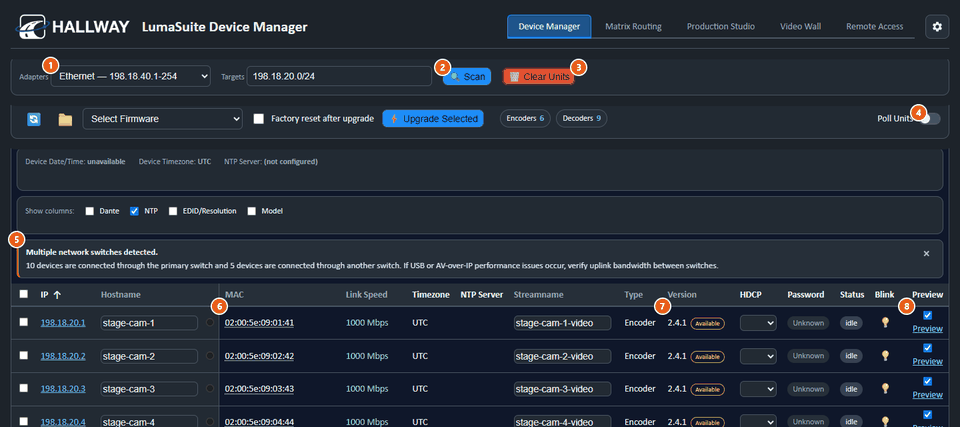 HALLWAY LumaSuite Device Manager Device Manager Matrix Routing Production Studio Video Wall Remote Access
1 2 3
Adapters Ethernet — 198.18.40.1-254 Targets 198.18.20.0/24 Scan Clear Units
4
Select Firmware Factory reset after upgrade Upgrade Selected Encoders 6 Decoders 9 Poll Units
Device Date/Time: unavailable Device Timezone: UTC NTP Server: (not configured)
Show columns: Dante NTP EDID/Resolution Model
5
Multiple network switches detected. ×
10 devices are connected through the primary switch and 5 devices are connected through another switch. If USB or AV-over-IP performance issues occur, verify uplink bandwidth between switches.
IP ↑ Hostname MAC Link Speed Timezone NTP Server Streamname Type Version HDCP Password Status Blink Preview
6 7 8
198.18.20.1 stage-cam-1 02:00:5e:09:01:41 1000 Mbps UTC stage-cam-1-video Encoder 2.4.1 Available Unknown idle Preview
198.18.20.2 stage-cam-2 02:00:5e:09:02:42 1000 Mbps UTC stage-cam-2-video Encoder 2.4.1 Available Unknown idle Preview
198.18.20.3 stage-cam-3 02:00:5e:09:03:43 1000 Mbps UTC stage-cam-3-video Encoder 2.4.1 Available Unknown idle Preview
198.18.20.4 stage-cam-4 02:00:5e:09:04:44 1000 Mbps UTC stage-cam-4-video Encoder 2.4.1 Available Unknown idle Preview